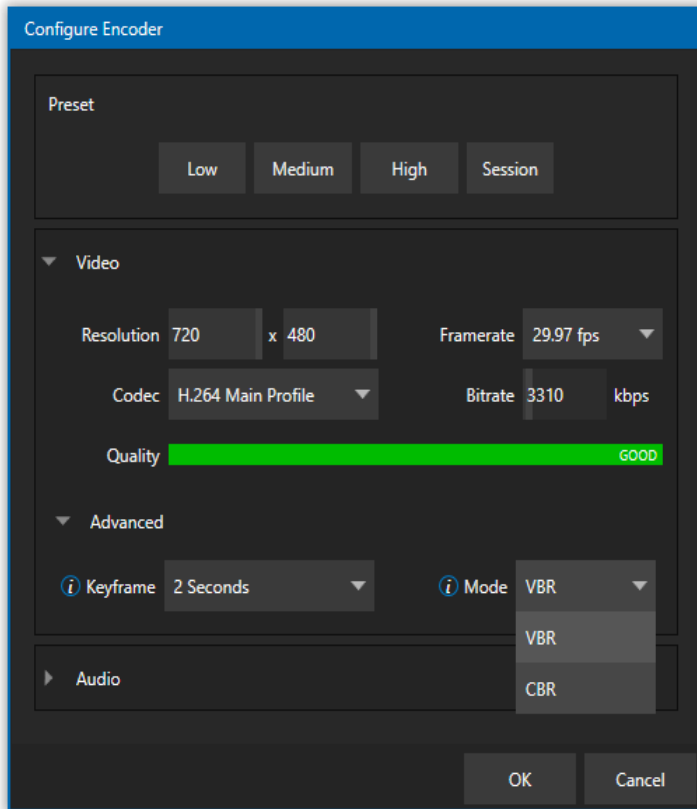 Configure Encoder
Preset
Low Medium High Session
Video
Resolution 720 x 480 Framerate 29.97 fps
Codec H.264 Main Profile Bitrate 3310 kbps
Quality GOOD
Advanced
i Keyframe 2 Seconds i Mode VBR
VBR
CBR
Audio
OK Cancel